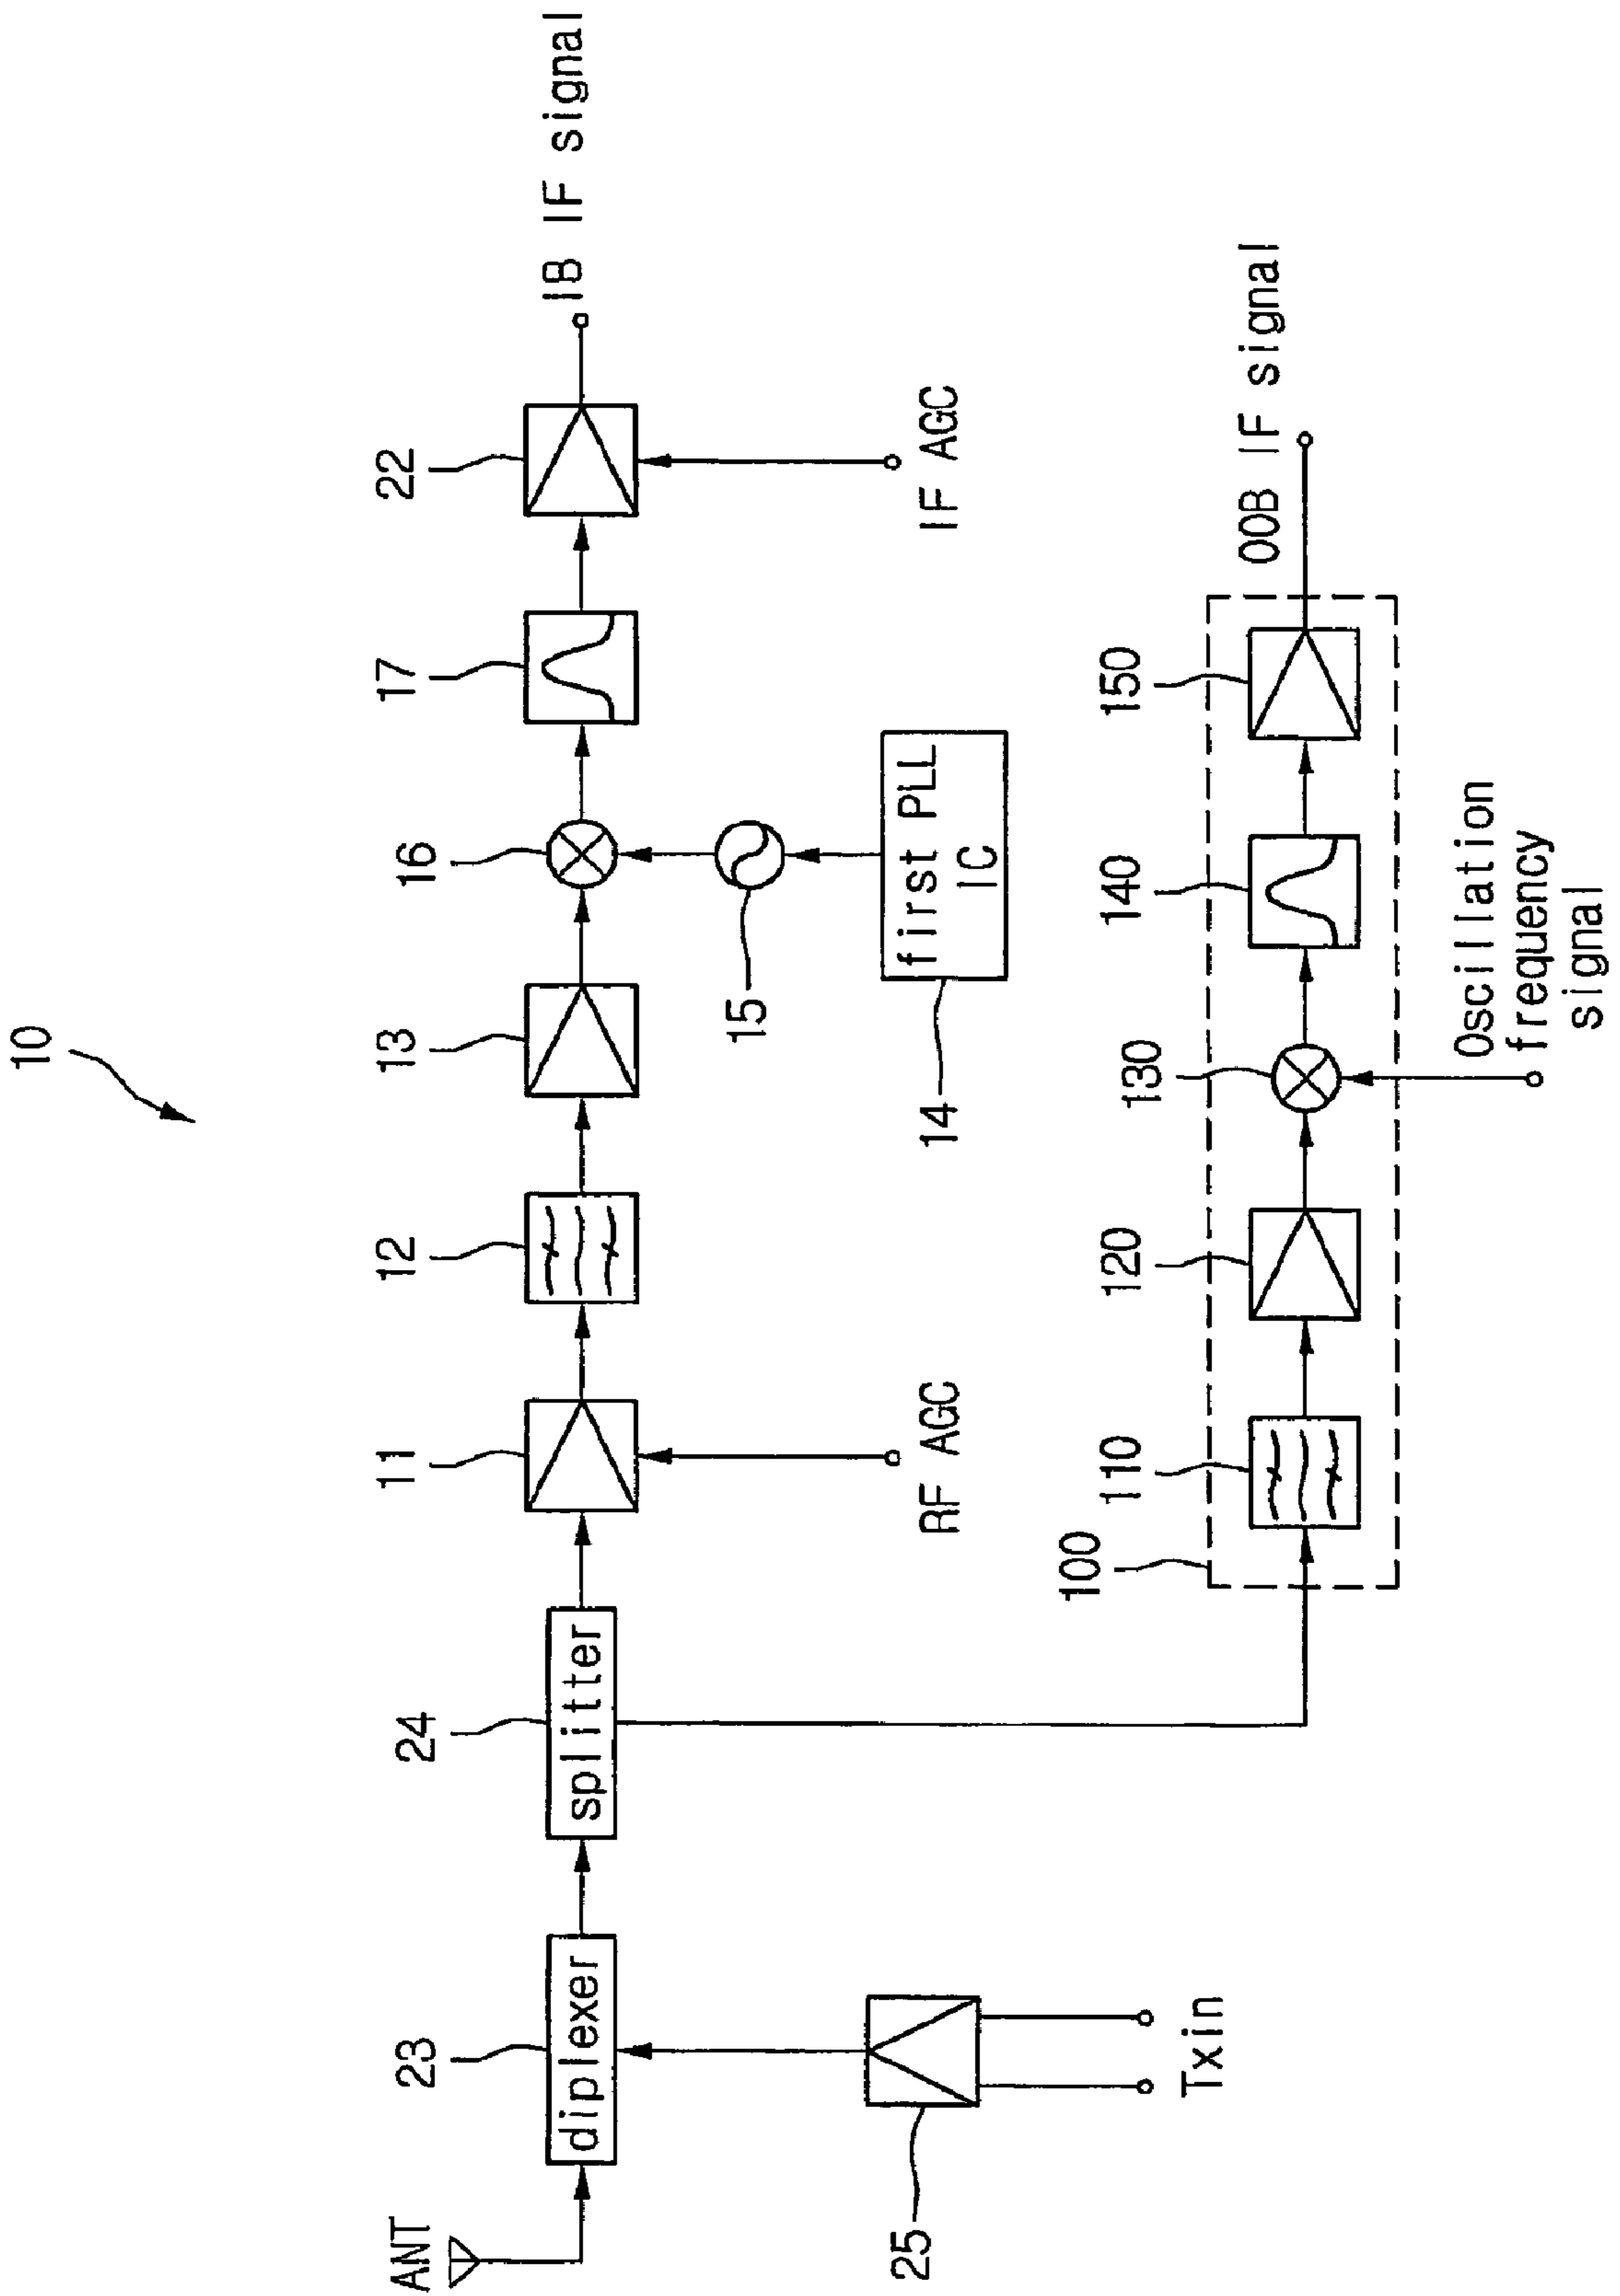 10
ANT
23
diplexer
24
splitter
11
12
13
16
17
22
IB IF signal
RF AGC
15
14
first PLL
IC
IF AGC
25
Txin
100
110
120
130
140
150
OOB IF signal
Oscillation
frequency
signal